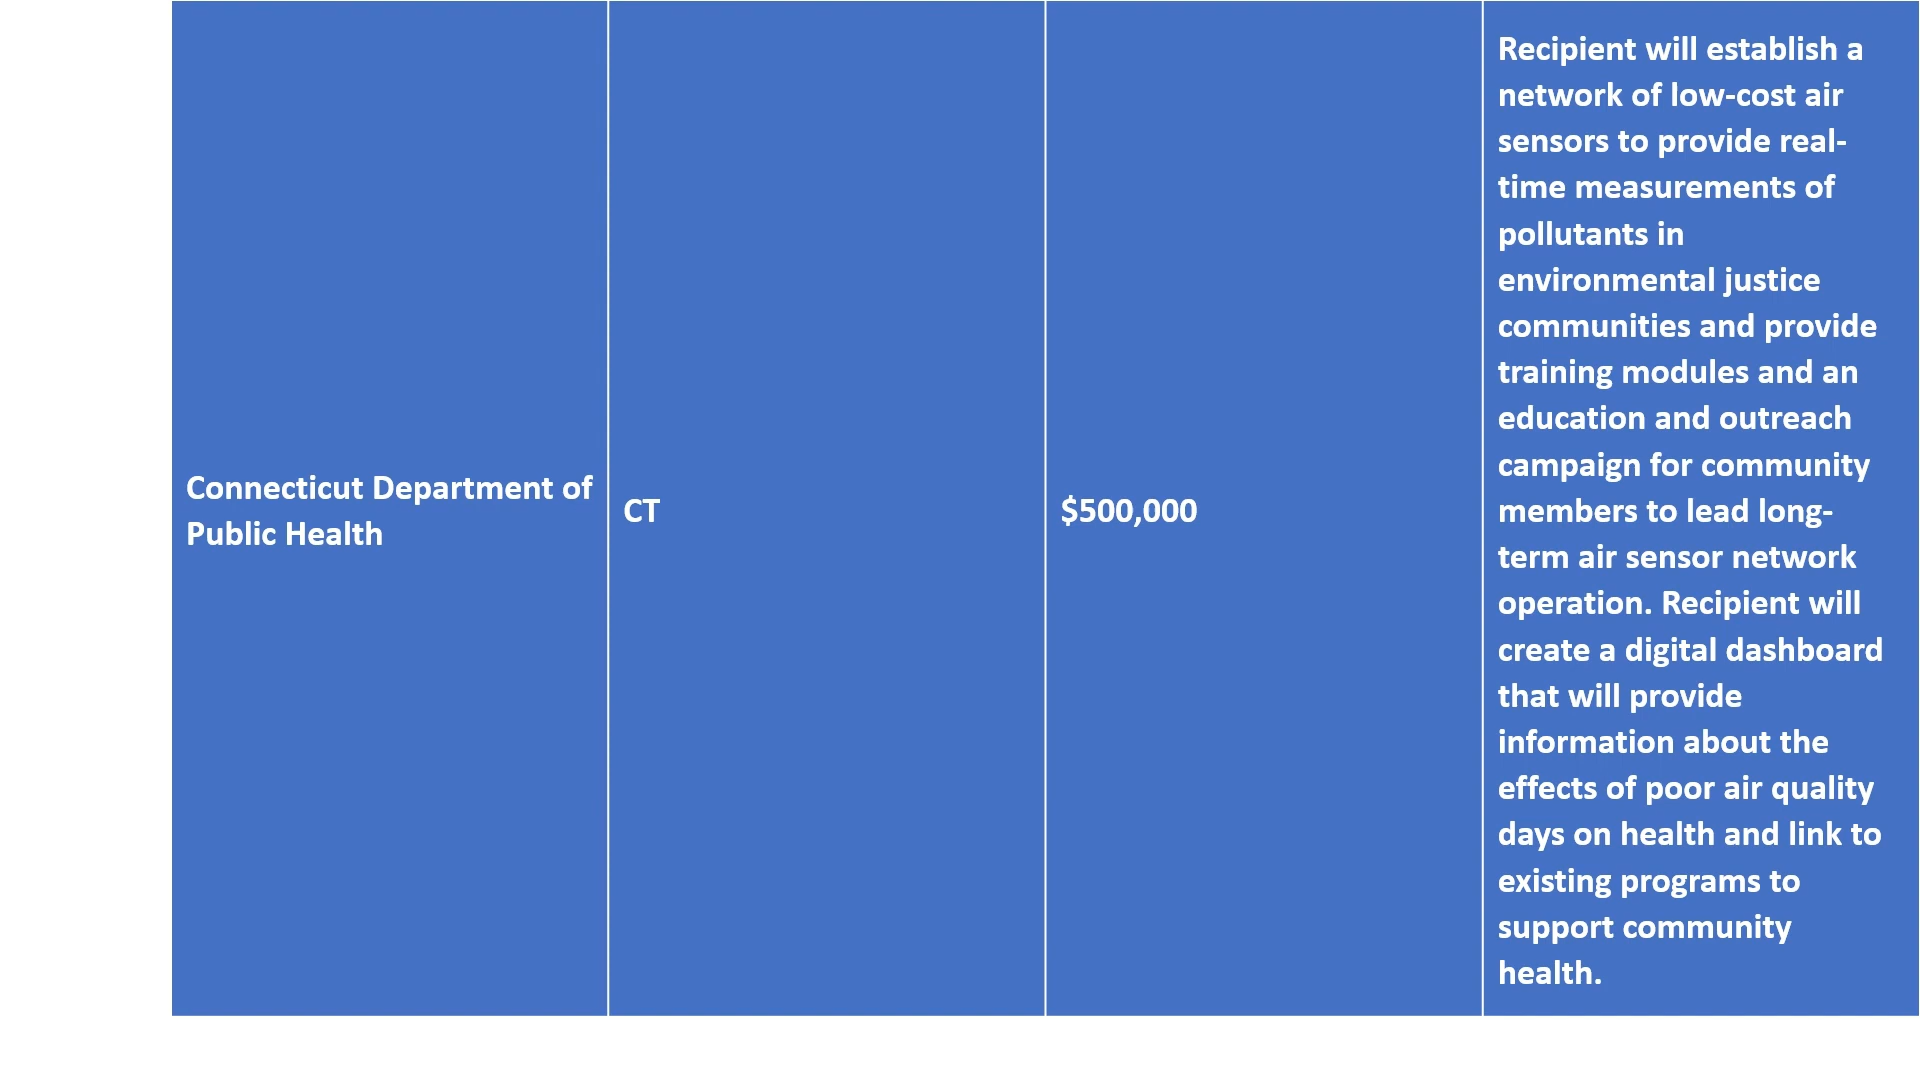 Connecticut Department of
Public Health
CT
$500,000
Recipient will establish a
network of low-cost air
sensors to provide real-
time measurements of
pollutants in
environmental justice
communities and provide
training modules and an
education and outreach
campaign for community
members to lead long-
term air sensor network
operation. Recipient will
create a digital dashboard
that will provide
information about the
effects of poor air quality
days on health and link to
existing programs to
support community
health.